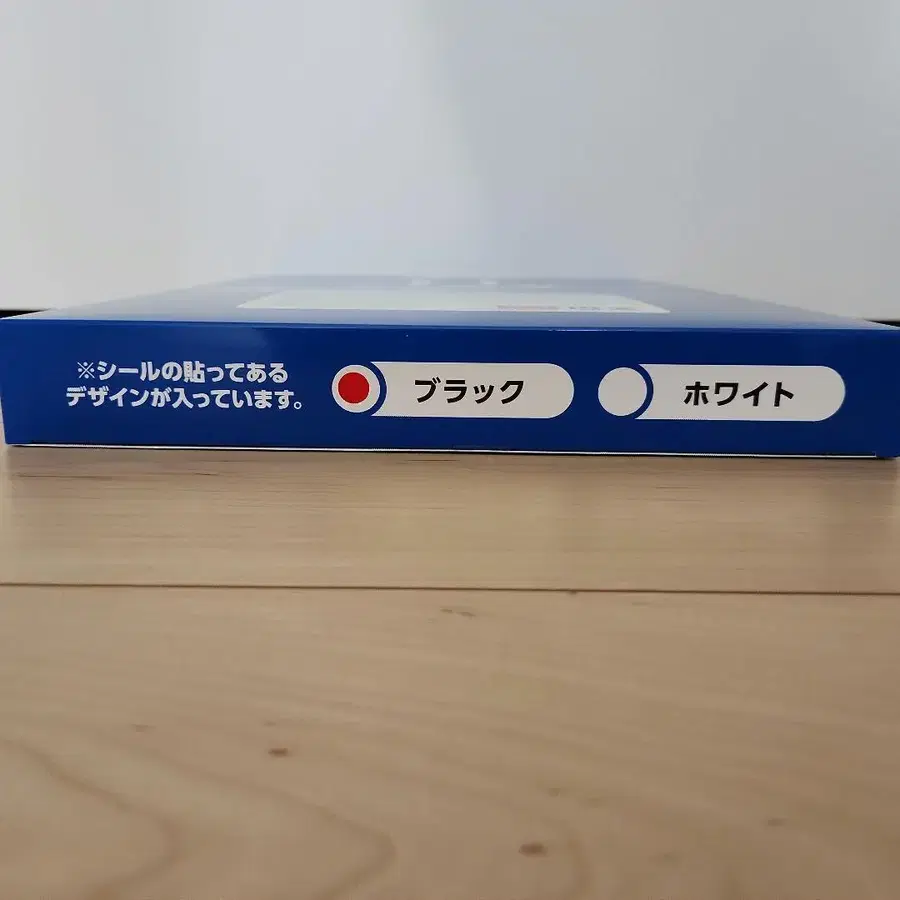 ※シールの貼ってある
デザインが入っています。
ブラック
ホワイト